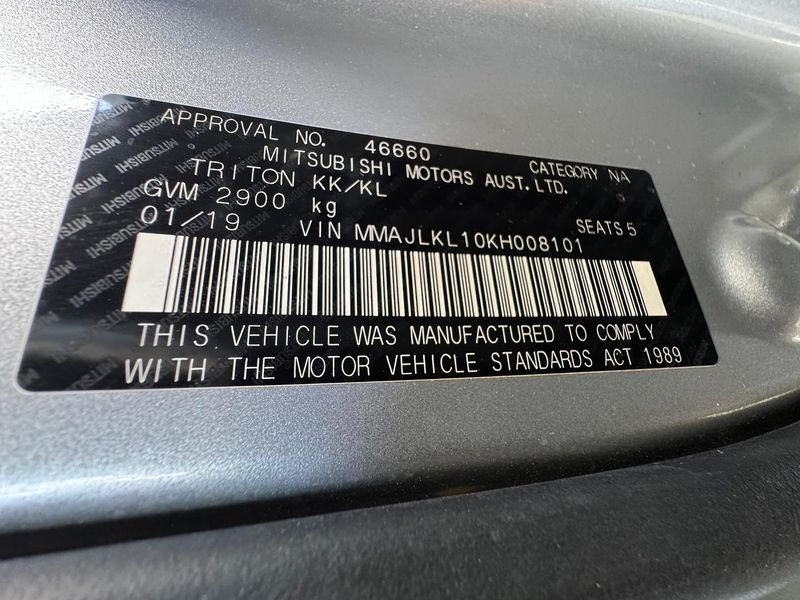 APPROVAL NO. 46660 CATEGORY NA
MITSUBISHI MOTORS AUST. LTD.
TRITON KK/KL
GVM 2900 kg SEATS 5
01/19 VIN MMAJLKL10KH008101
THIS VEHICLE WAS MANUFACTURED TO COMPLY
WITH THE MOTOR VEHICLE STANDARDS ACT 1989